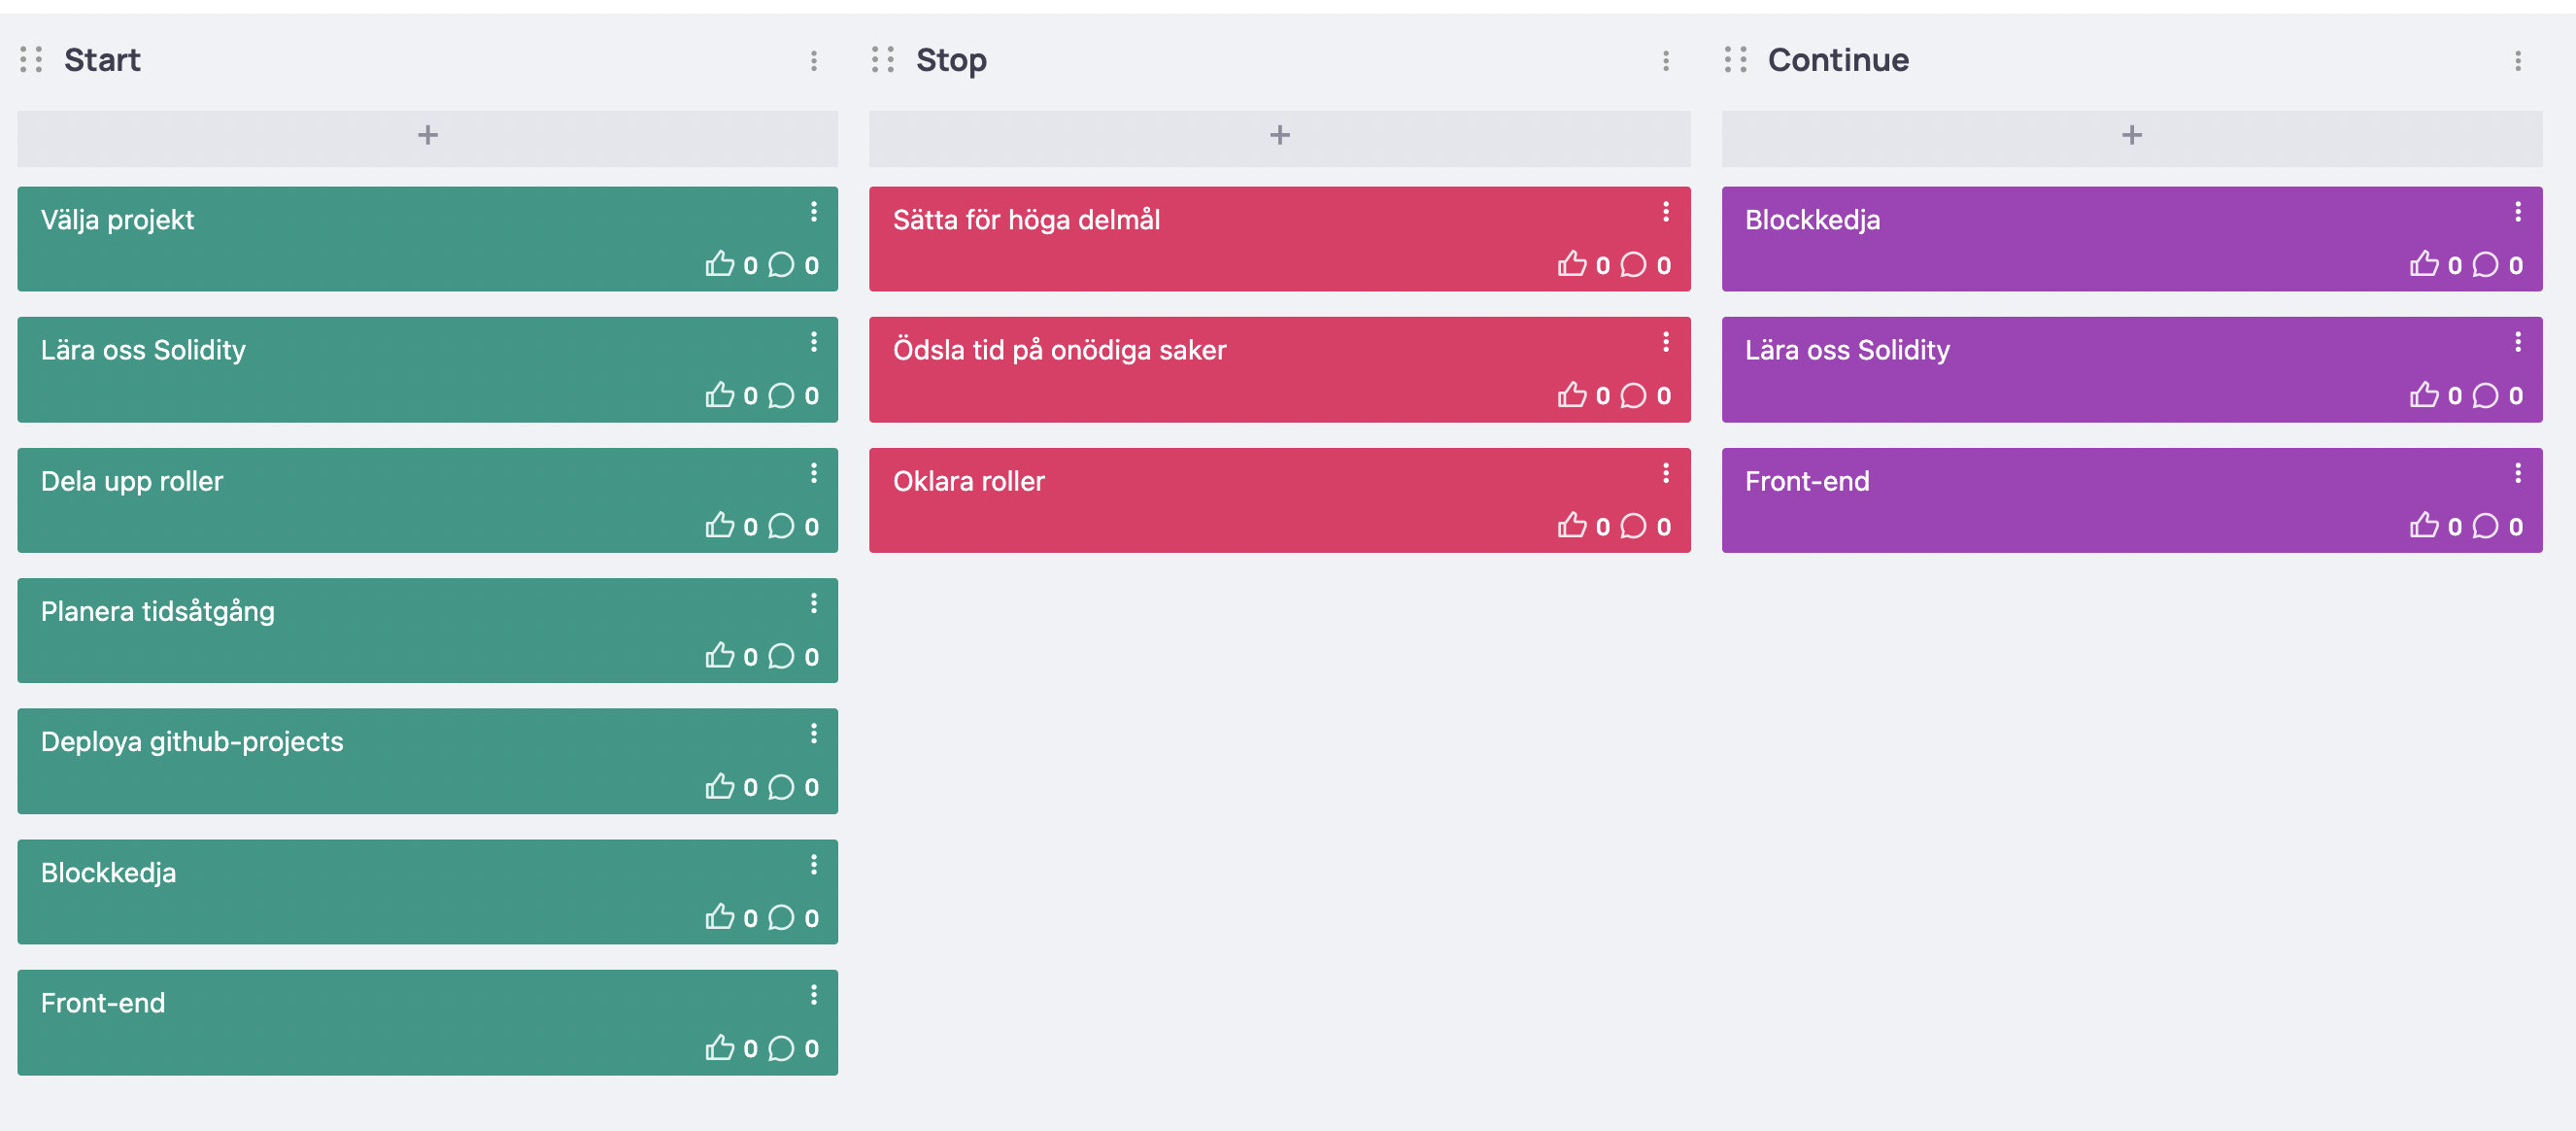 Start
+
Välja projekt
0 0
Lära oss Solidity
0 0
Dela upp roller
0 0
Planera tidsåtgång
0 0
Deploya github-projects
0 0
Blockkedja
0 0
Front-end
0 0
Stop
+
Sätta för höga delmål
0 0
Ödsla tid på onödiga saker
0 0
Oklara roller
0 0
Continue
+
Blockkedja
0 0
Lära oss Solidity
0 0
Front-end
0 0